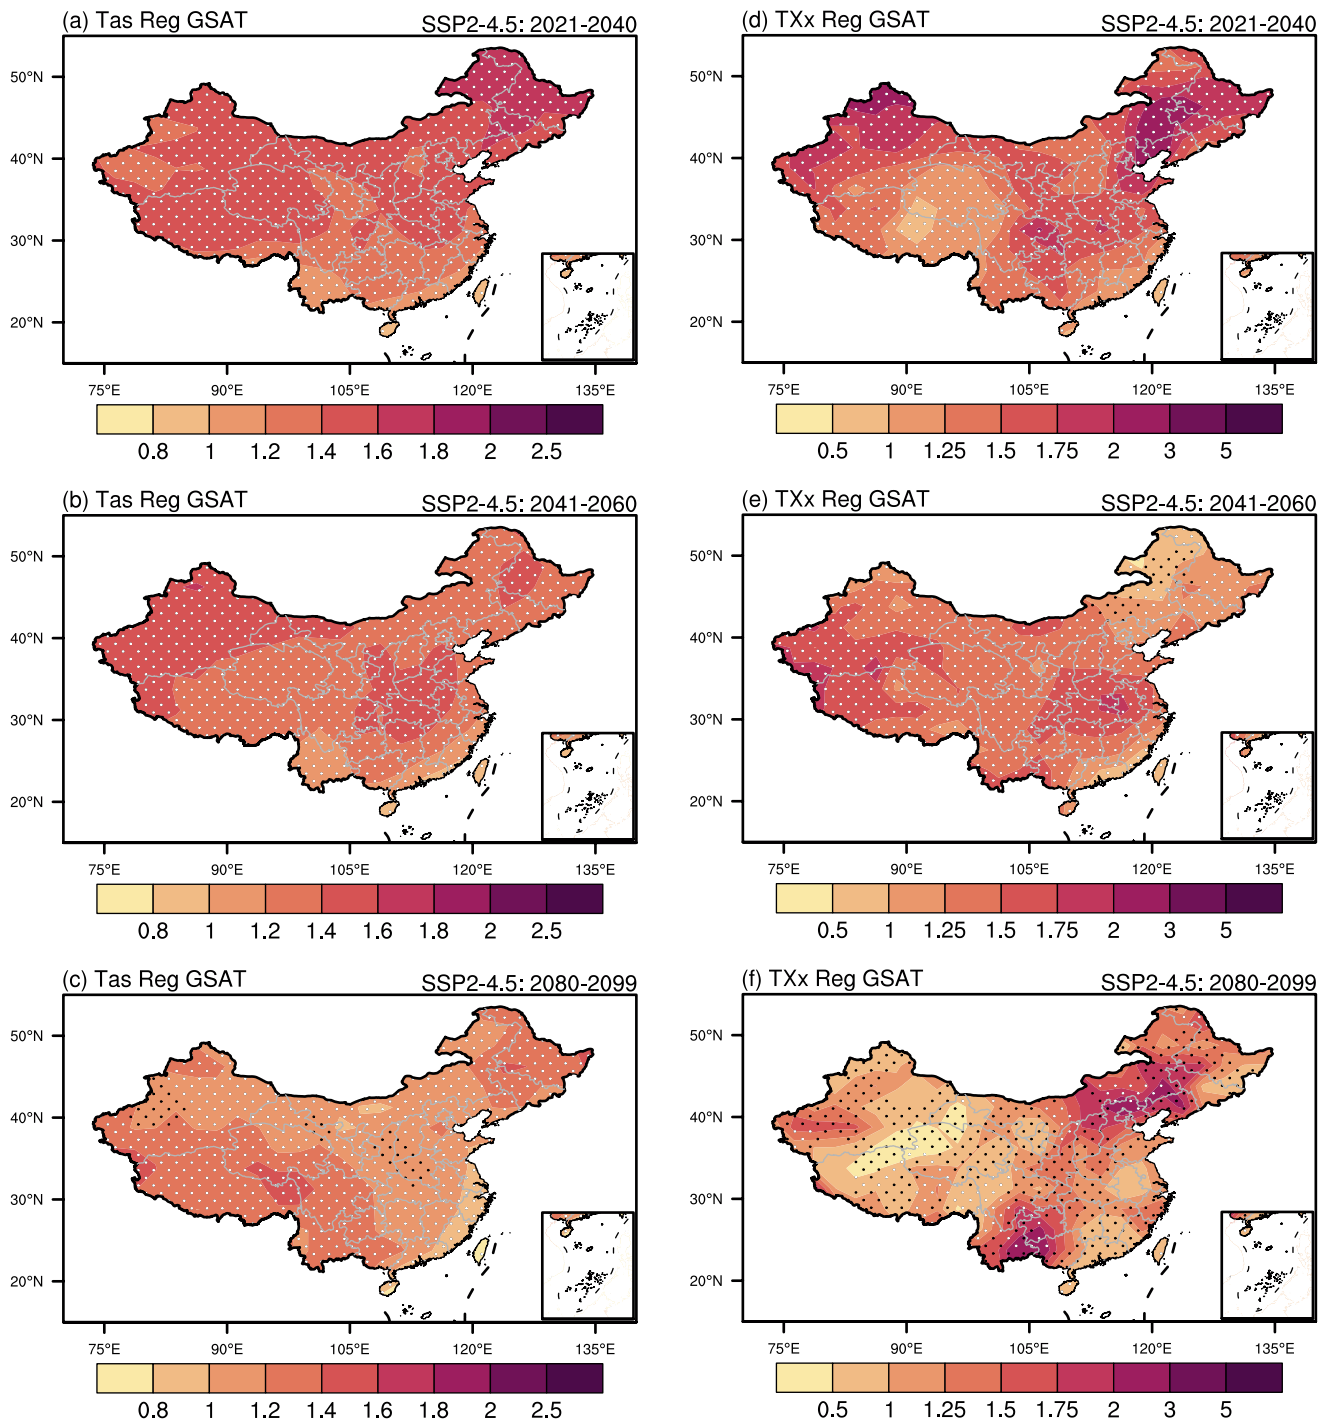 (a) Tas Reg GSAT SSP2-4.5: 2021-2040
50°N
40°N
30°N
20°N
75°E 90°E 105°E 120°E 135°E
0.8 1 1.2 1.4 1.6 1.8 2 2.5
(d) TXx Reg GSAT SSP2-4.5: 2021-2040
50°N
40°N
30°N
20°N
75°E 90°E 105°E 120°E 135°E
0.5 1 1.25 1.5 1.75 2 3 5
(b) Tas Reg GSAT SSP2-4.5: 2041-2060
50°N
40°N
30°N
20°N
75°E 90°E 105°E 120°E 135°E
0.8 1 1.2 1.4 1.6 1.8 2 2.5
(e) TXx Reg GSAT SSP2-4.5: 2041-2060
50°N
40°N
30°N
20°N
75°E 90°E 105°E 120°E 135°E
0.5 1 1.25 1.5 1.75 2 3 5
(c) Tas Reg GSAT SSP2-4.5: 2080-2099
50°N
40°N
30°N
20°N
75°E 90°E 105°E 120°E 135°E
0.8 1 1.2 1.4 1.6 1.8 2 2.5
(f) TXx Reg GSAT SSP2-4.5: 2080-2099
50°N
40°N
30°N
20°N
75°E 90°E 105°E 120°E 135°E
0.5 1 1.25 1.5 1.75 2 3 5